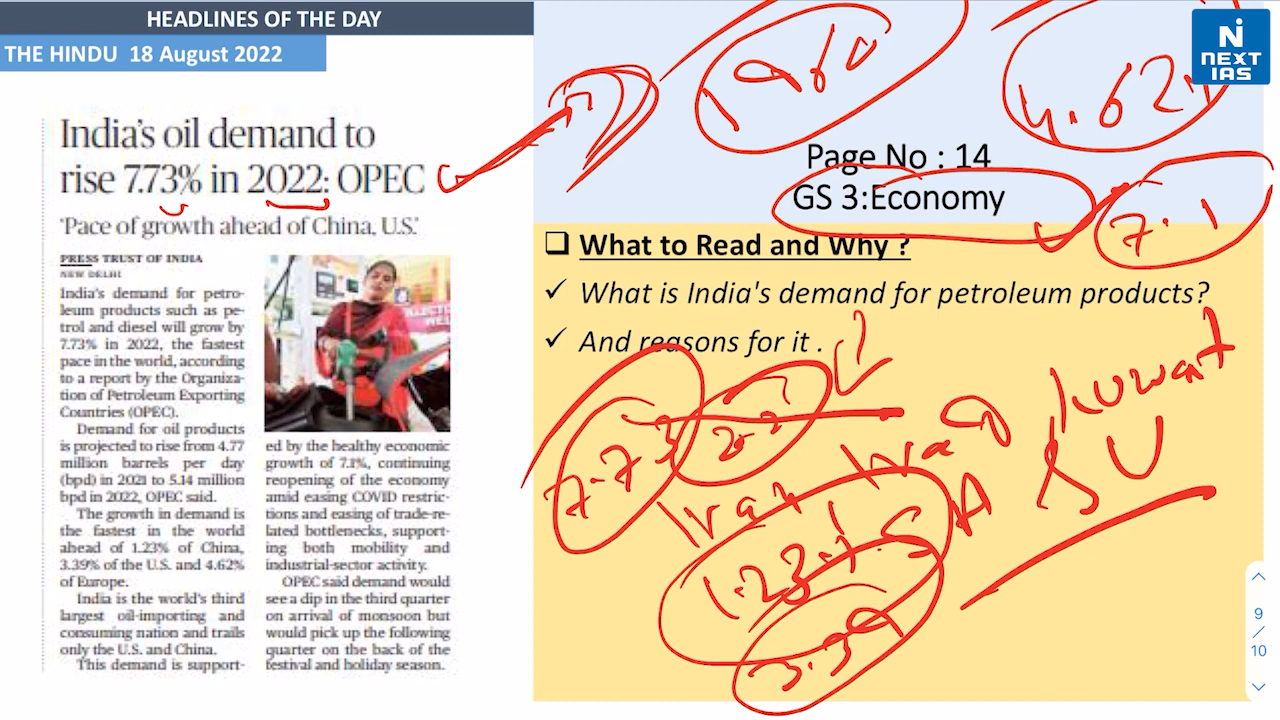 HEADLINES OF THE DAY
THE HINDU 18 August 2022
India's oil demand to
rise 7.73% in 2022: OPEC
'Pace of growth ahead of China, U.S.'
PRESS TRUST OF INDIA
NEW DELHI
India's demand for petro-
leum products such as pe-
trol and diesel will grow by
7.73% in 2022, the fastest
pace in the world, according
to a report by the Organiza-
tion of Petroleum Exporting
Countries (OPEC).
Demand for oil products
is projected to rise from 4.77
million barrels per day
(bpd) in 2021 to 5.14 million
bpd in 2022, OPEC said.
The growth in demand is
the fastest in the world
ahead of 1.23% of China,
3.39% of the U.S. and 4.62%
of Europe.
India is the world's third
largest oil-importing and
consuming nation and trails
only the U.S. and China.
This demand is support-
ed by the healthy economic
growth of 7.1%, continuing
reopening of the economy
amid easing COVID restric-
tions and easing of trade-re-
lated bottlenecks, support-
ing both mobility and
industrial-sector activity.
OPEC said demand would
see a dip in the third quarter
on arrival of monsoon but
would pick up the following
quarter on the back of the
festival and holiday season.
1960
4.62%
NEXT
IAS
Page No : 14
GS 3:Economy
7.1
What to Read and Why ?
What is India's demand for petroleum products?
And reasons for it .
Kuwait
7.73
Iran
SA
1.23%
3.39
9
/
10